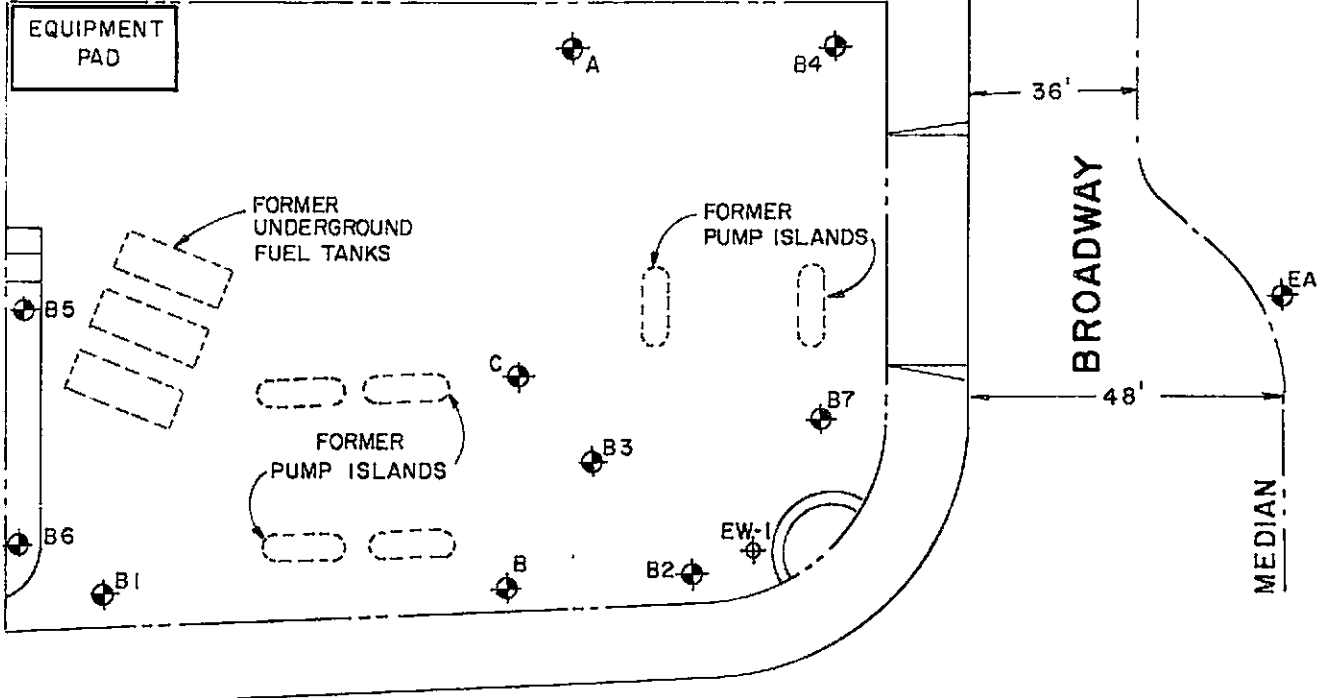 EQUIPMENT
PAD
A
B4
36'
BROADWAY
FORMER
UNDERGROUND
FUEL TANKS
FORMER
PUMP ISLANDS
EA
B5
C
48'
B7
FORMER
PUMP ISLANDS
B3
MEDIAN
B6
EW-1
B1
B
B2